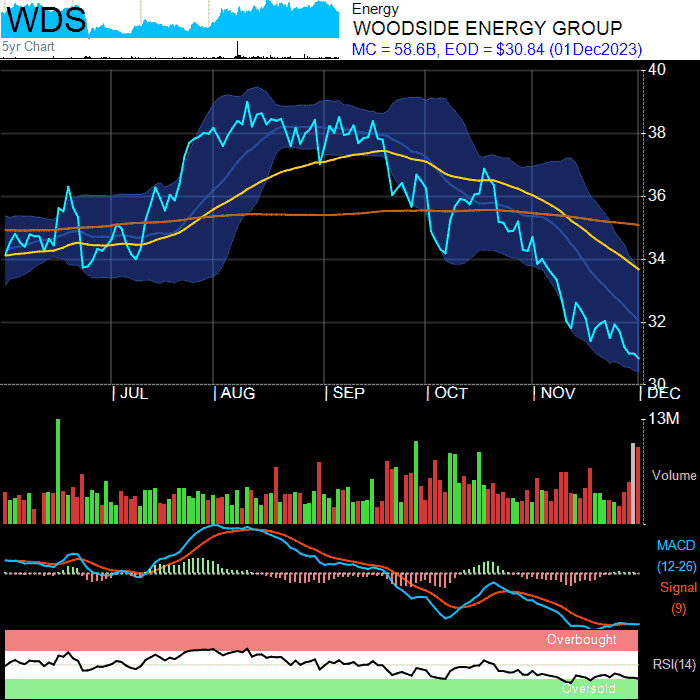 WDS
5yr Chart
Energy
WOODSIDE ENERGY GROUP
MC = 58.6B, EOD = $30.84 (01Dec2023)
40
38
36
34
32
30
JUL AUG SEP OCT NOV DEC
13M
Volume
MACD
(12-26)
Signal
(9)
Overbought
RSI(14)
Oversold